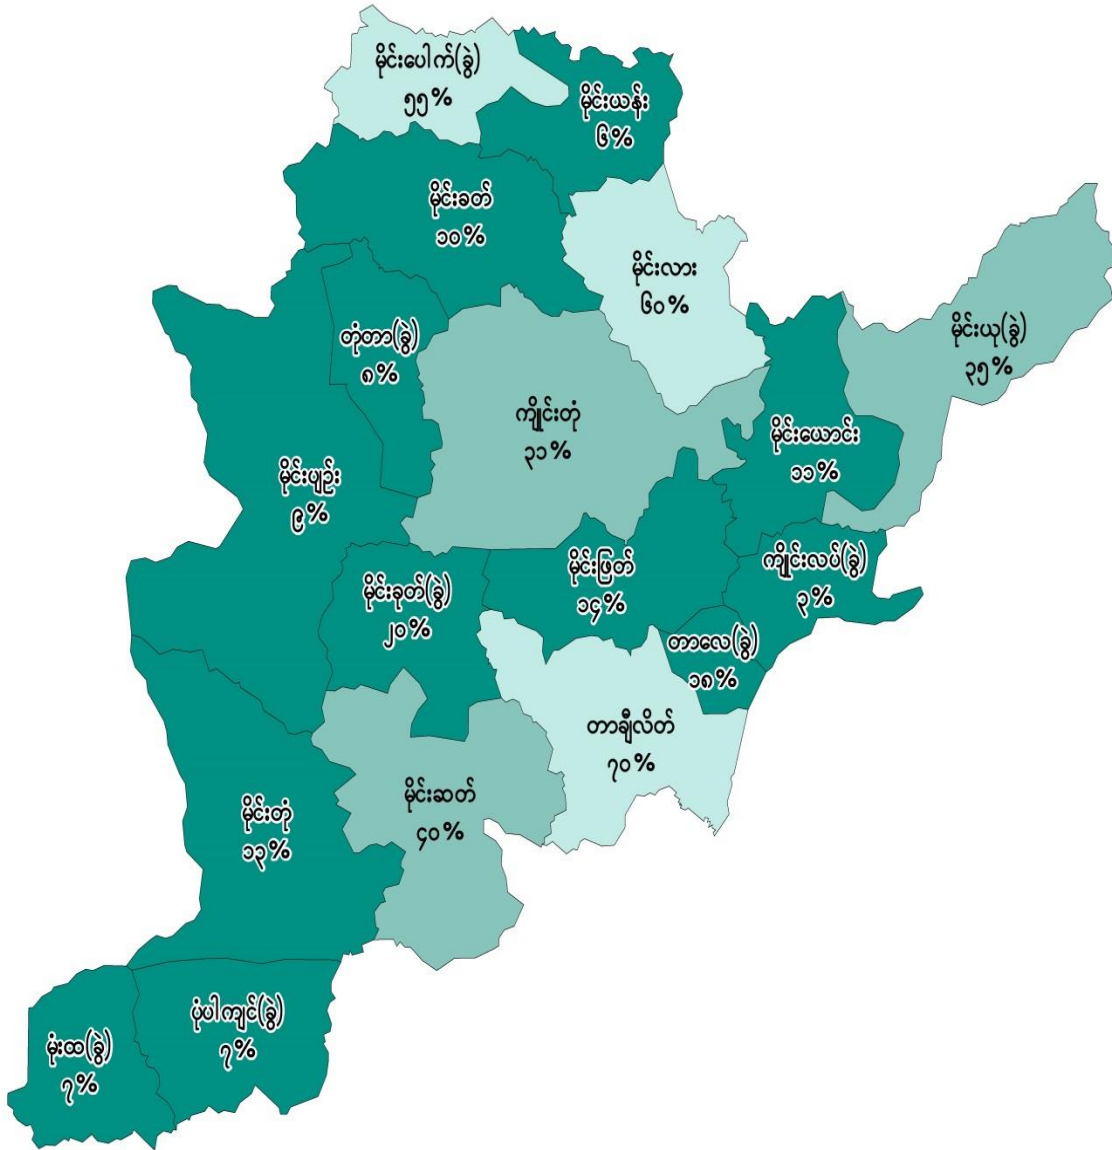 မိုင်းပေါက်(ခွဲ)
၅၅%
မိုင်းယန်း
၆%
မိုင်းခတ်
၁၀%
မိုင်းလား
၆၀%
မိုင်းယု(ခွဲ)
၃၅%
တုံတာ(ခွဲ)
၈%
ကျိုင်းတုံ
၃၁%
မိုင်းယောင်း
၁၁%
မိုင်းပျဉ်း
၉%
မိုင်းဖြတ်
၁၄%
ကျိုင်းလပ်(ခွဲ)
၃%
မိုင်းခုတ်(ခွဲ)
၂၀%
တာလေ(ခွဲ)
၁၈%
တာချီလိတ်
၇၀%
မိုင်းဆတ်
၄၀%
မိုင်းတုံ
၁၃%
ပုံပါကျင်(ခွဲ)
၇%
မုံးထ(ခွဲ)
၇%